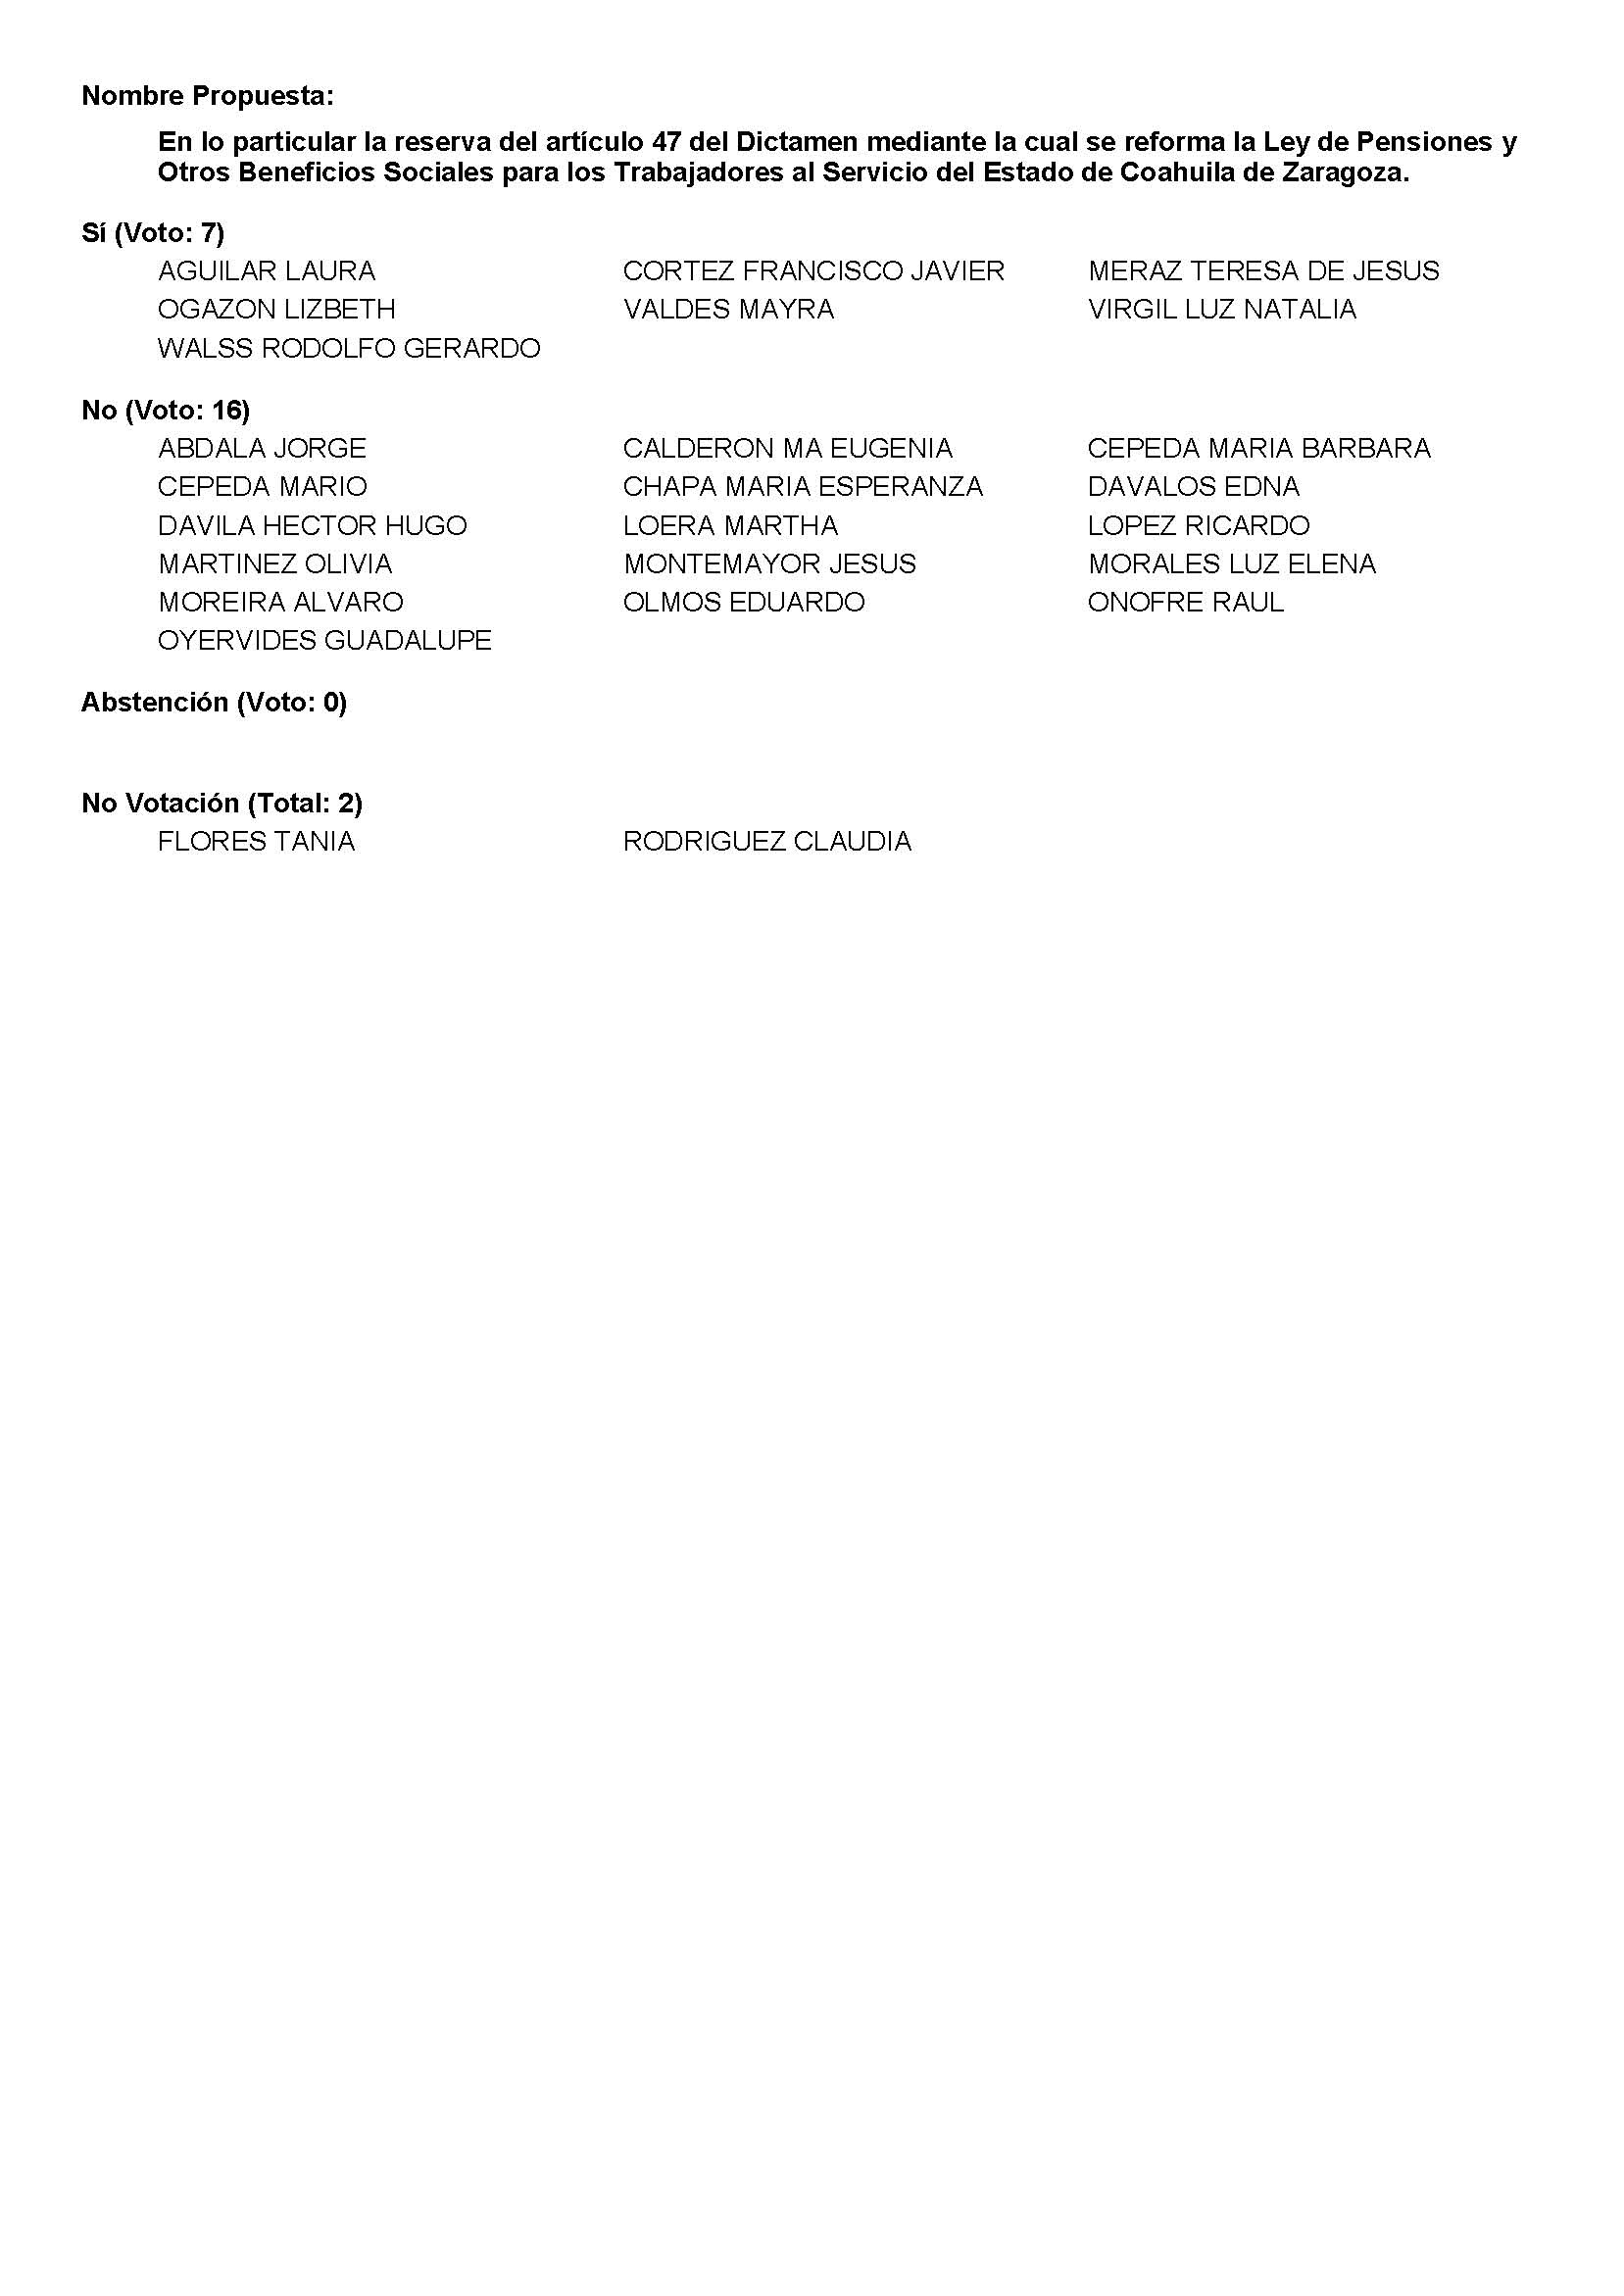 Nombre Propuesta:
En lo particular la reserva del artículo 47 del Dictamen mediante la cual se reforma la Ley de Pensiones y
Otros Beneficios Sociales para los Trabajadores al Servicio del Estado de Coahuila de Zaragoza.
Sí (Voto: 7)
AGUILAR LAURA CORTEZ FRANCISCO JAVIER MERAZ TERESA DE JESUS
OGAZON LIZBETH VALDES MAYRA VIRGIL LUZ NATALIA
WALSS RODOLFO GERARDO
No (Voto: 16)
ABDALA JORGE CALDERON MA EUGENIA CEPEDA MARIA BARBARA
CEPEDA MARIO CHAPA MARIA ESPERANZA DAVALOS EDNA
DAVILA HECTOR HUGO LOERA MARTHA LOPEZ RICARDO
MARTINEZ OLIVIA MONTEMAYOR JESUS MORALES LUZ ELENA
MOREIRA ALVARO OLMOS EDUARDO ONOFRE RAUL
OYERVIDES GUADALUPE
Abstención (Voto: 0)
No Votación (Total: 2)
FLORES TANIA RODRIGUEZ CLAUDIA